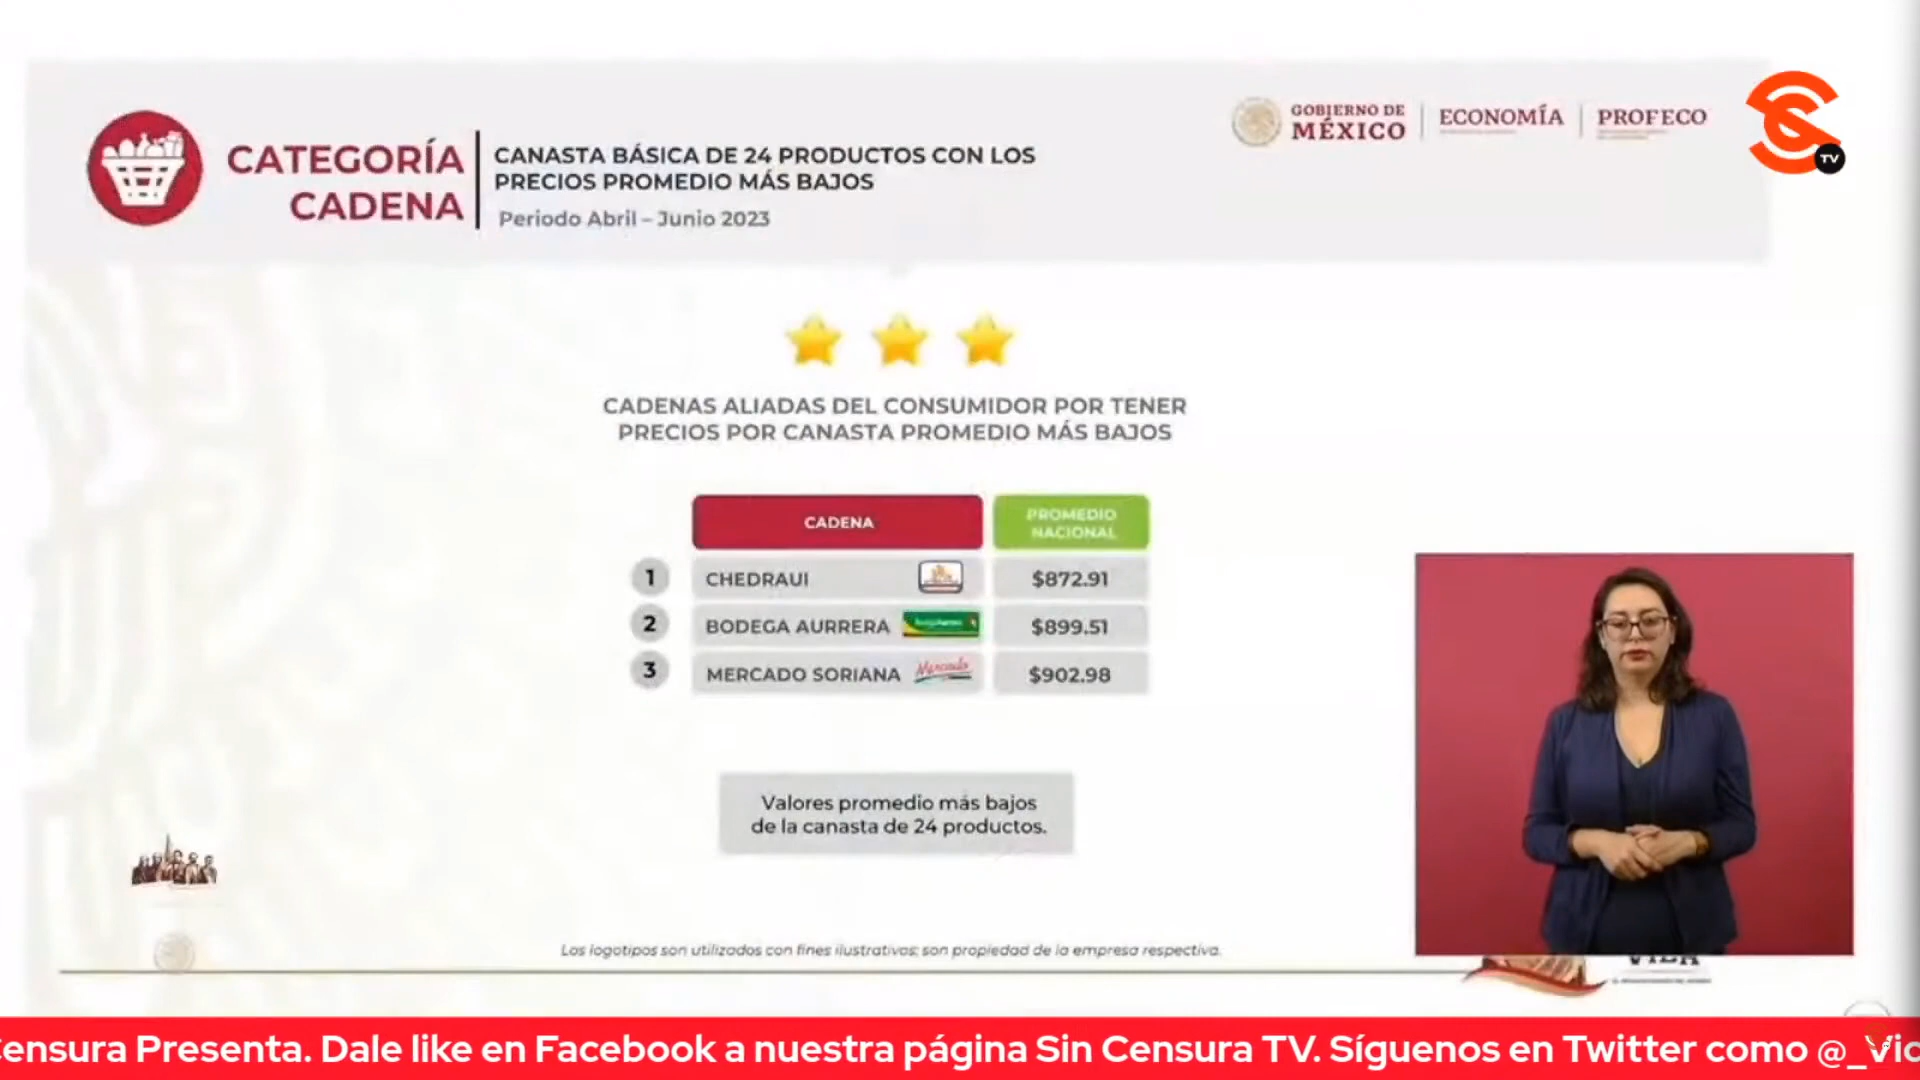 CATEGORÍA
CADENA
CANASTA BÁSICA DE 24 PRODUCTOS CON LOS
PRECIOS PROMEDIO MÁS BAJOS
Periodo Abril – Junio 2023
GOBIERNO DE
MÉXICO
ECONOMÍA
PROFECO
TV
CADENAS ALIADAS DEL CONSUMIDOR POR TENER
PRECIOS POR CANASTA PROMEDIO MÁS BAJOS
CADENA
PROMEDIO
NACIONAL
1 CHEDRAUI $872.91
2 BODEGA AURRERA $899.51
3 MERCADO SORIANA Mercado $902.98
Valores promedio más bajos
de la canasta de 24 productos.
Los logotipos son utilizados con fines ilustrativos; son propiedad de la empresa respectiva.
VILLA
ensura Presenta. Dale like en Facebook a nuestra página Sin Censura TV. Síguenos en Twitter como @_Vic